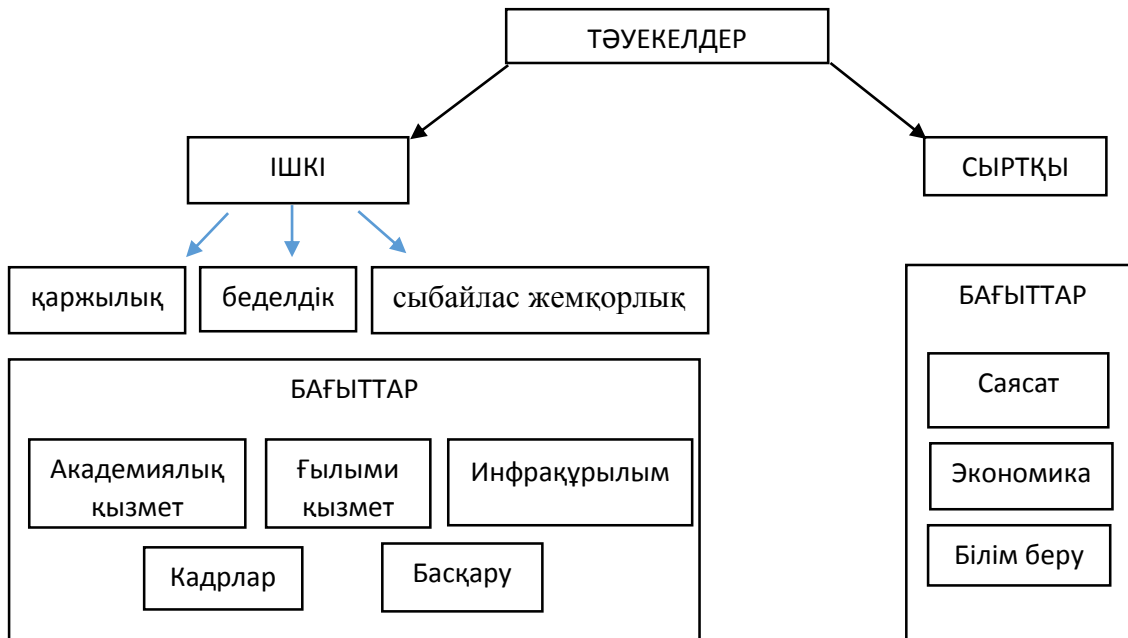 ТӘУЕКЕЛДЕР
ІШКІ
СЫРТҚЫ
қаржылық
беделдік
сыбайлас жемқорлық
БАҒЫТТАР
Академиялық
қызмет
Ғылыми
қызмет
Инфрақұрылым
Кадрлар
Басқару
БАҒЫТТАР
Саясат
Экономика
Білім беру